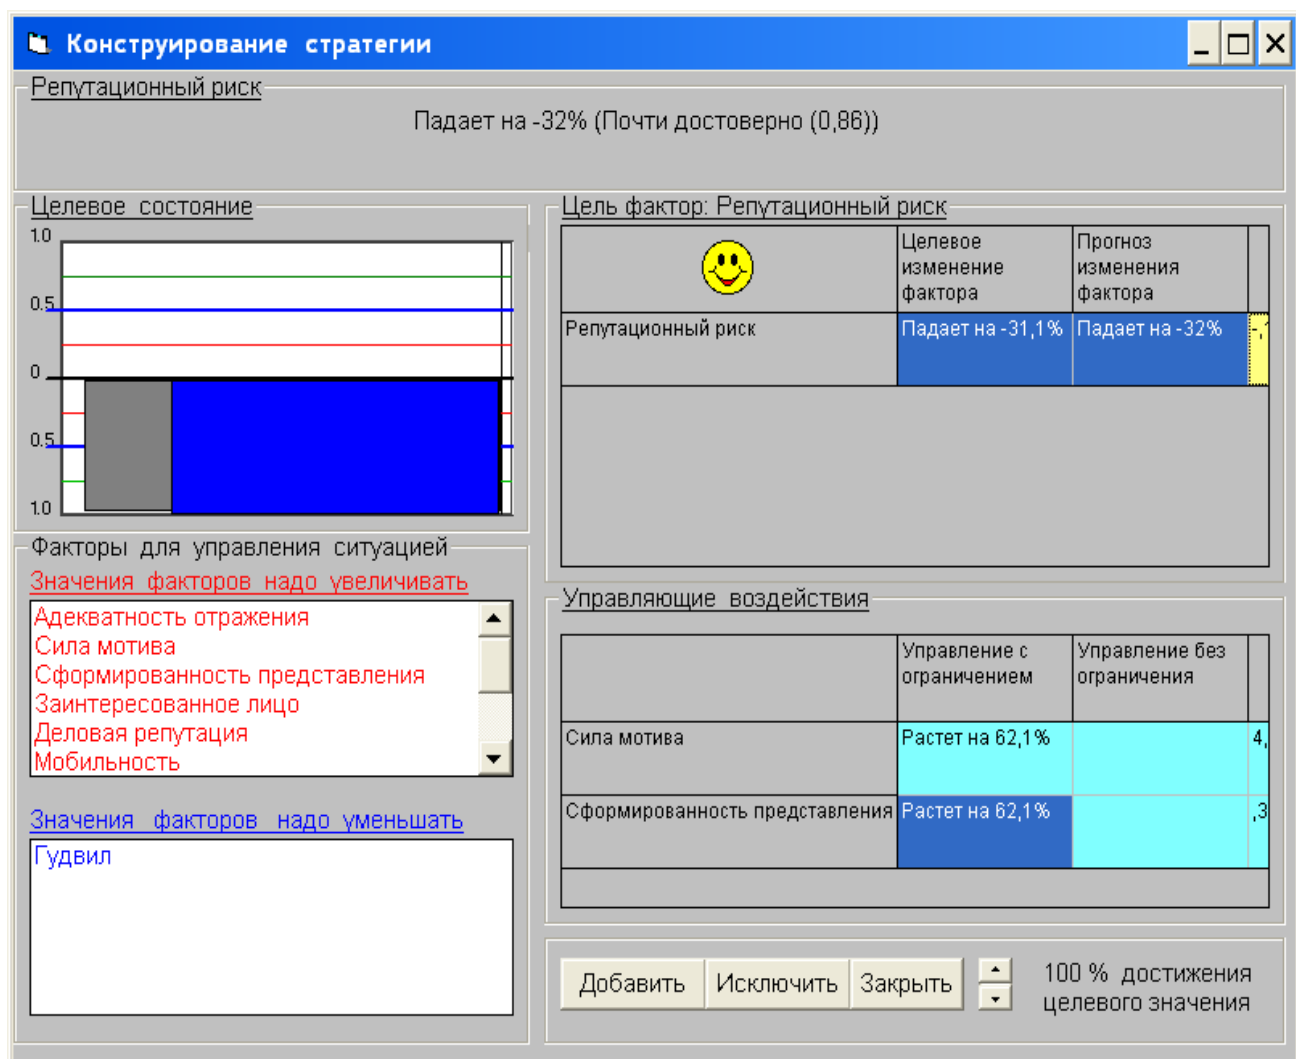 Конструирование стратегии
Репутационный риск
Падает на -32% (Почти достоверно (0,86))
Целевое состояние
1.0
0.5
0
0.5
1.0
Факторы для управления ситуацией
Значения факторов надо увеличивать
Адекватность отражения
Сила мотива
Сформированность представления
Заинтересованное лицо
Деловая репутация
Мобильность
Значения факторов надо уменьшать
Гудвил
Цель фактор: Репутационный риск
Целевое
изменение
фактора
Прогноз
изменения
фактора
Репутационный риск
Падает на -31,1%
Падает на -32%
Управляющие воздействия
Управление с
ограничением
Управление без
ограничения
Сила мотива
Растет на 62,1%
4,
Сформированность представления
Растет на 62,1%
,3
Добавить
Исключить
Закрыть
100 % достижения
целевого значения